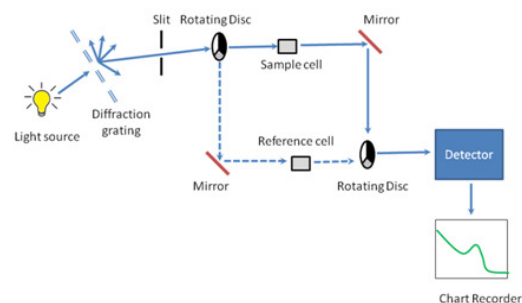 Slit
Rotating Disc
Mirror
Sample cell
Diffraction
grating
Light source
Reference cell
Mirror
Rotating Disc
Detector
Chart Recorder